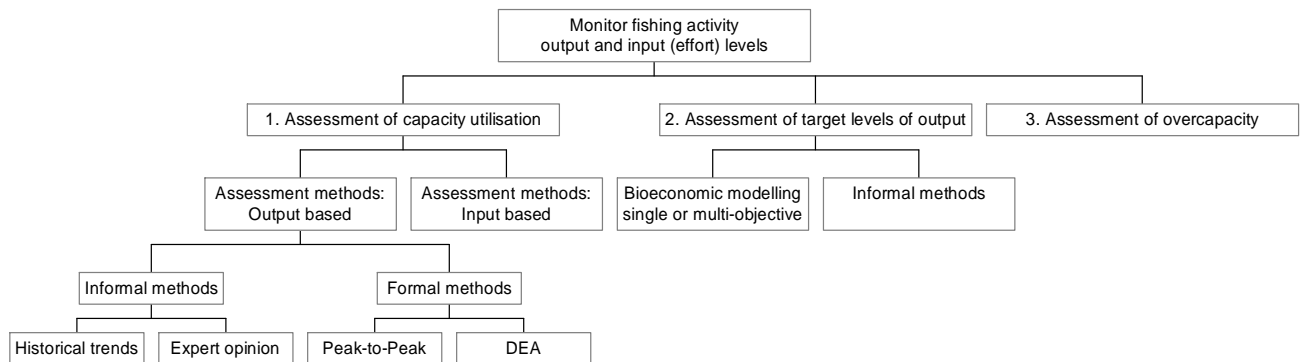 Monitor fishing activity
output and input (effort) levels
1. Assessment of capacity utilisation
2. Assessment of target levels of output
3. Assessment of overcapacity
Assessment methods:
Output based
Assessment methods:
Input based
Bioeconomic modelling
single or multi-objective
Informal methods
Informal methods
Formal methods
Historical trends
Expert opinion
Peak-to-Peak
DEA